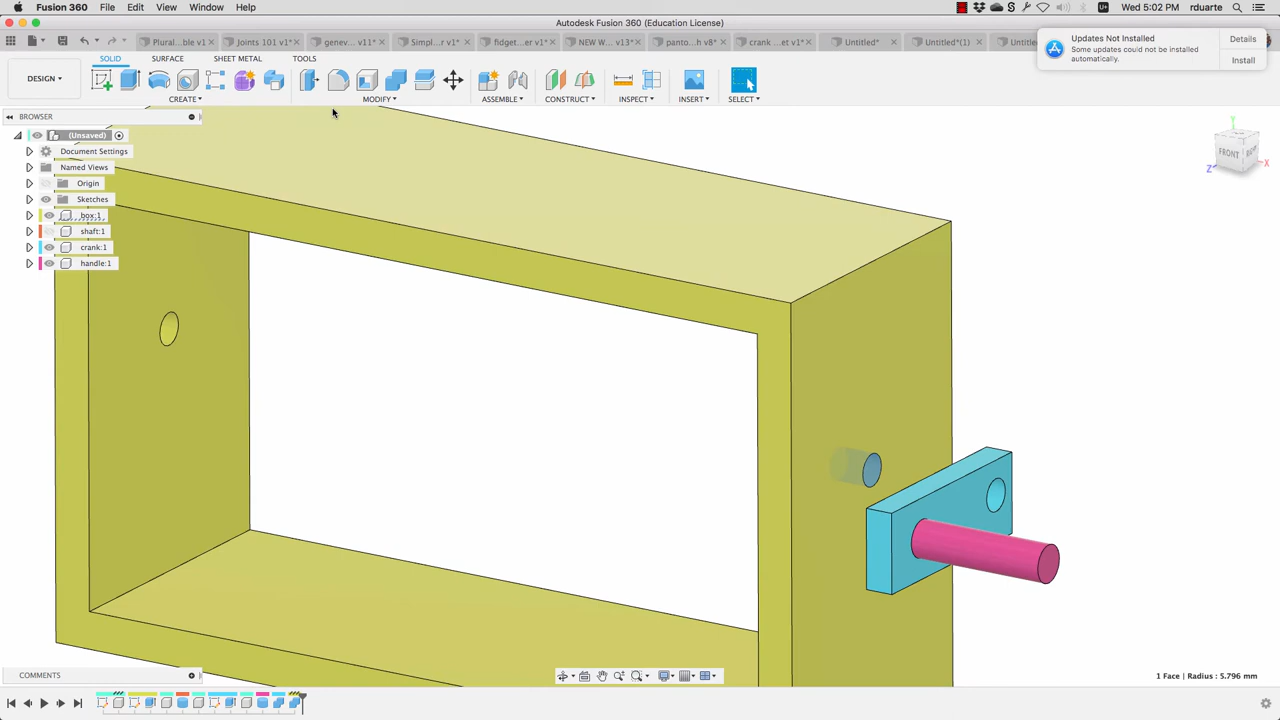 Fusion 360 File Edit View Window Help Wed 5:02 PM rduarte
Autodesk Fusion 360 (Education License)
Plural...ble v1 Joints 101 v1* genev... v11* Simpl...r v1* fidget...er v1* NEW W... v13* panto...h v8* crank ...et v1* Untitled* Untitled*(1) Untitled
Updates Not Installed
Some updates could not be installed automatically.
Details
Install
SOLID SURFACE SHEET METAL TOOLS
DESIGN
CREATE MODIFY ASSEMBLE CONSTRUCT INSPECT INSERT SELECT
BROWSER
(Unsaved)
Document Settings
Named Views
Origin
Sketches
box:1
shaft:1
crank:1
handle:1
Y
FRONT
X
Z
COMMENTS
1 Face | Radius : 5.796 mm